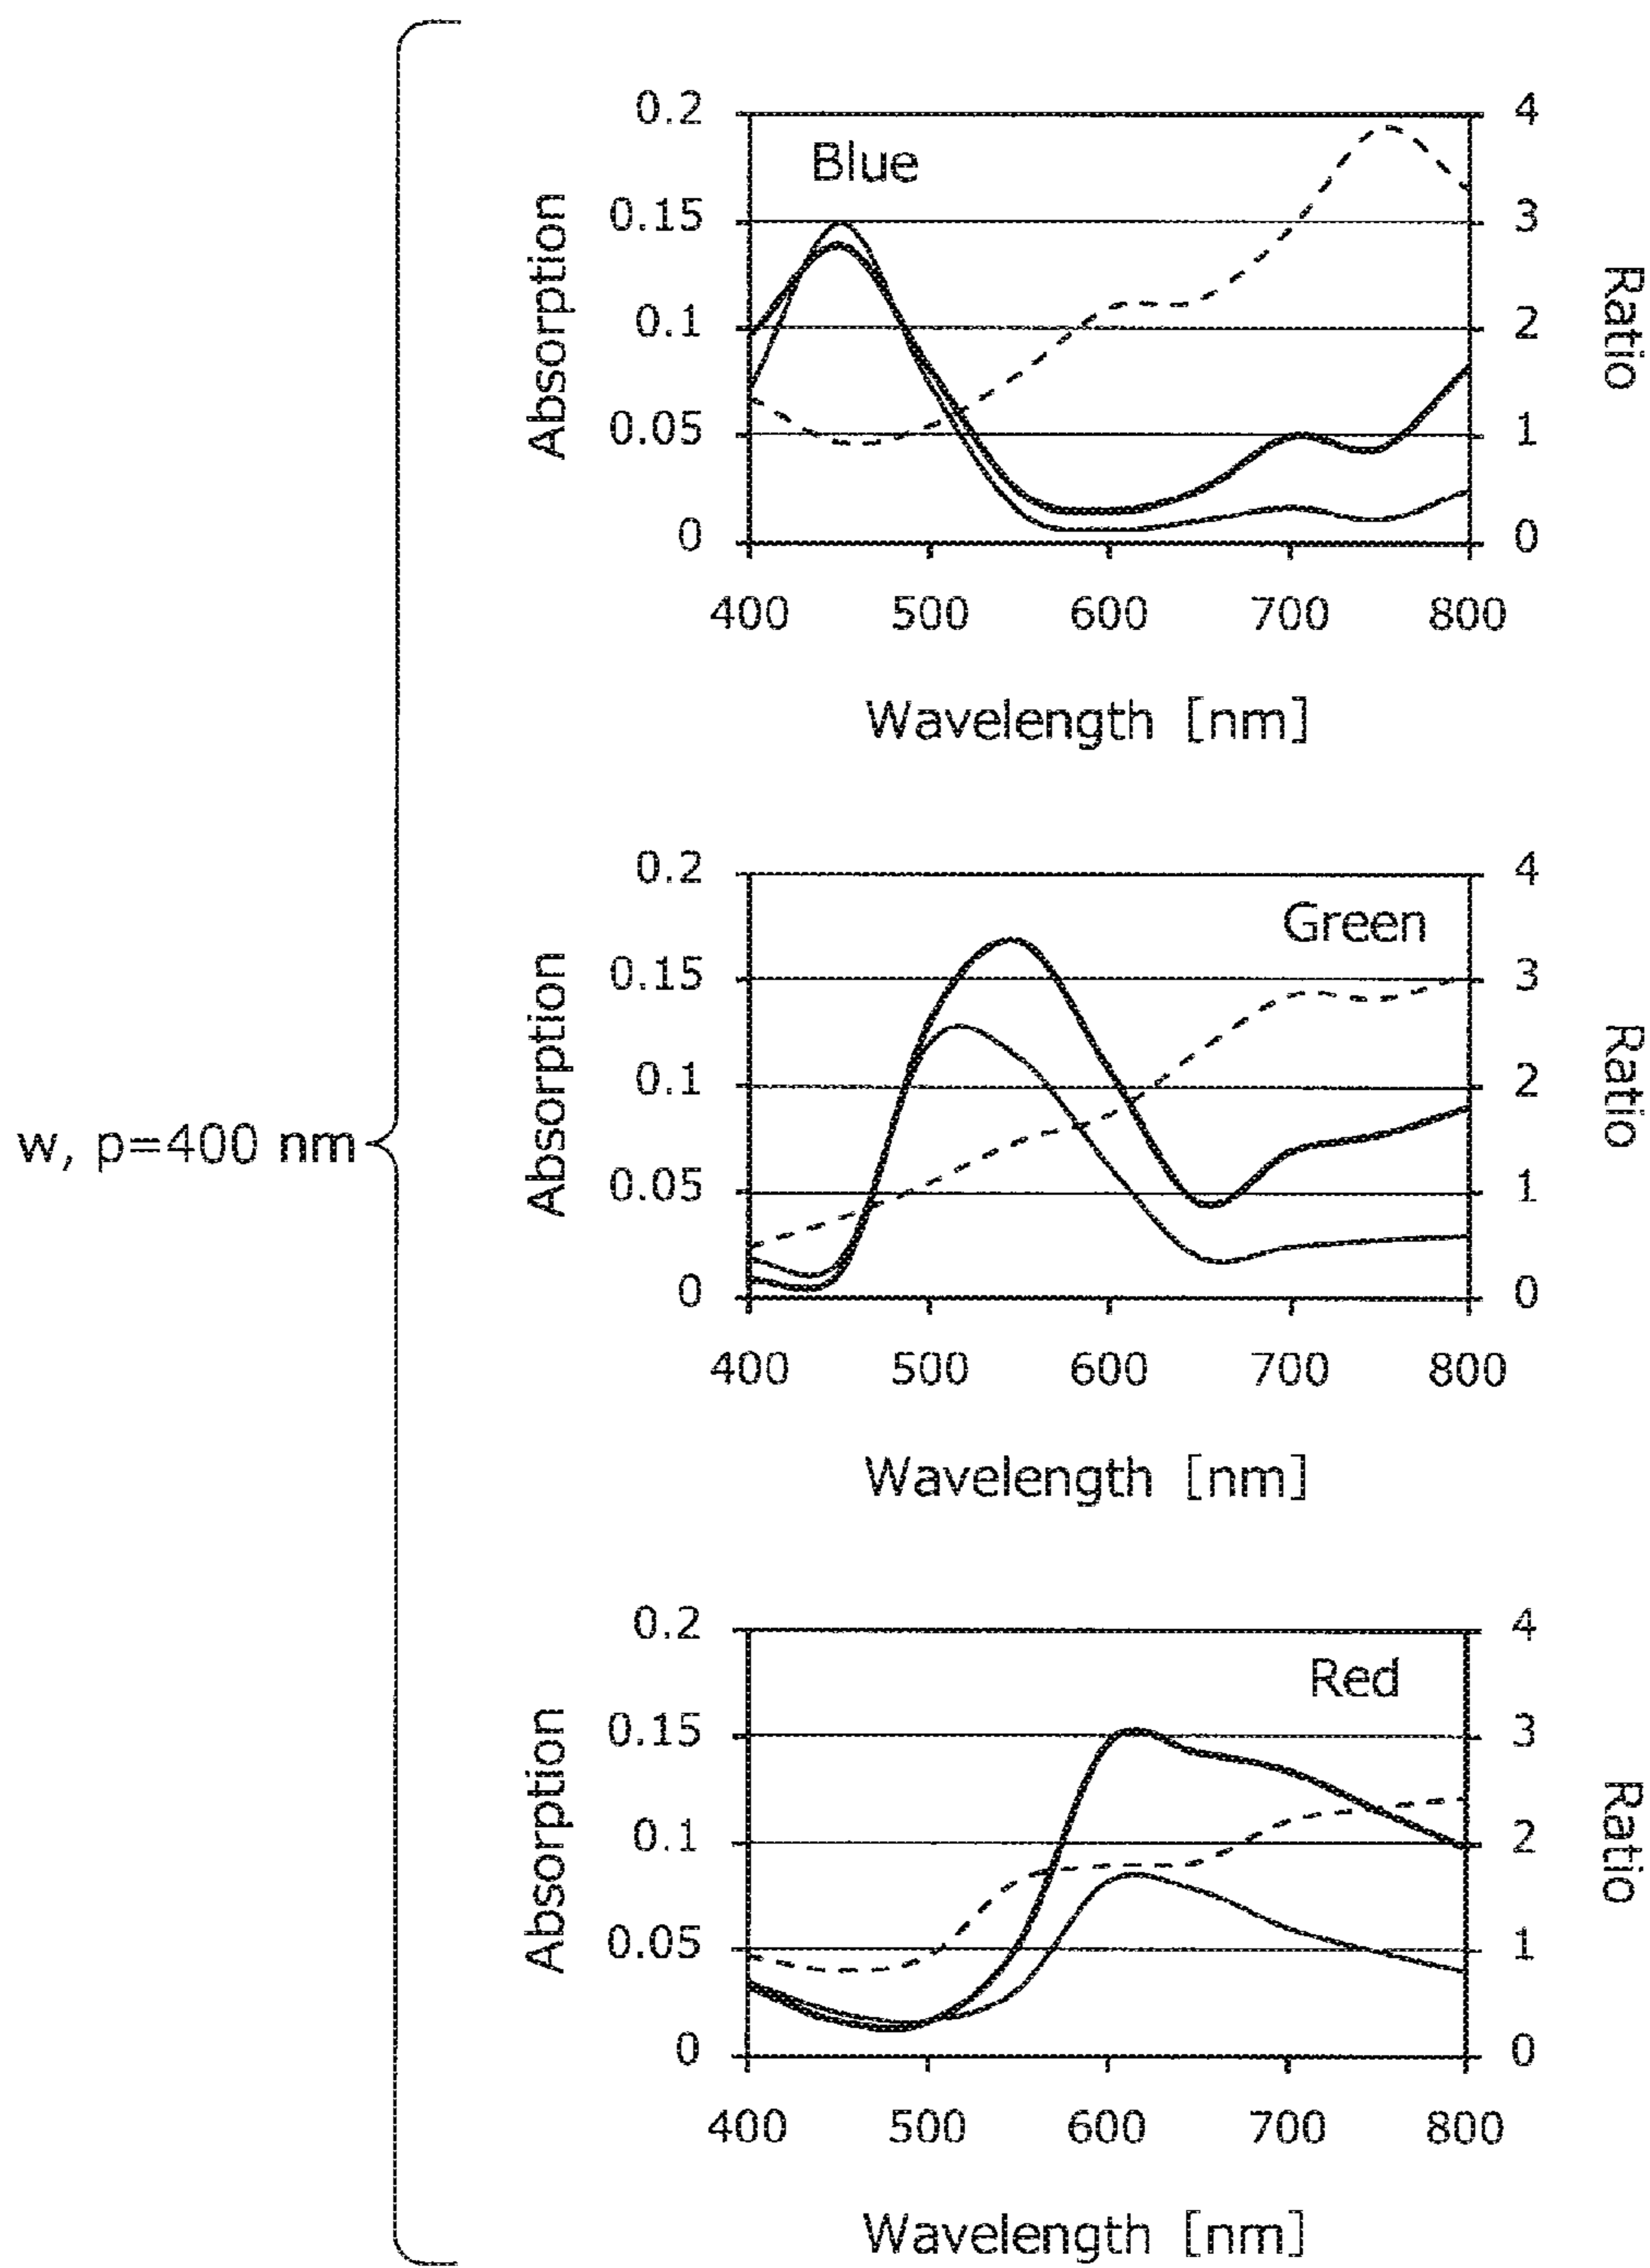 w, p=400 nm
Blue
Absorption
0.2
0.15
0.1
0.05
0
4
3
2
1
0
Ratio
400 500 600 700 800
Wavelength [nm]
Green
Absorption
0.2
0.15
0.1
0.05
0
4
3
2
1
0
Ratio
400 500 600 700 800
Wavelength [nm]
Red
Absorption
0.2
0.15
0.1
0.05
0
4
3
2
1
0
Ratio
400 500 600 700 800
Wavelength [nm]